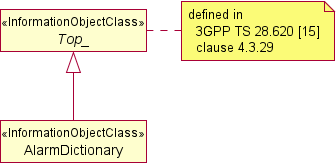 «InformationObjectClass»
Top_
defined in
3GPP TS 28.620 [15]
clause 4.3.29
«InformationObjectClass»
AlarmDictionary